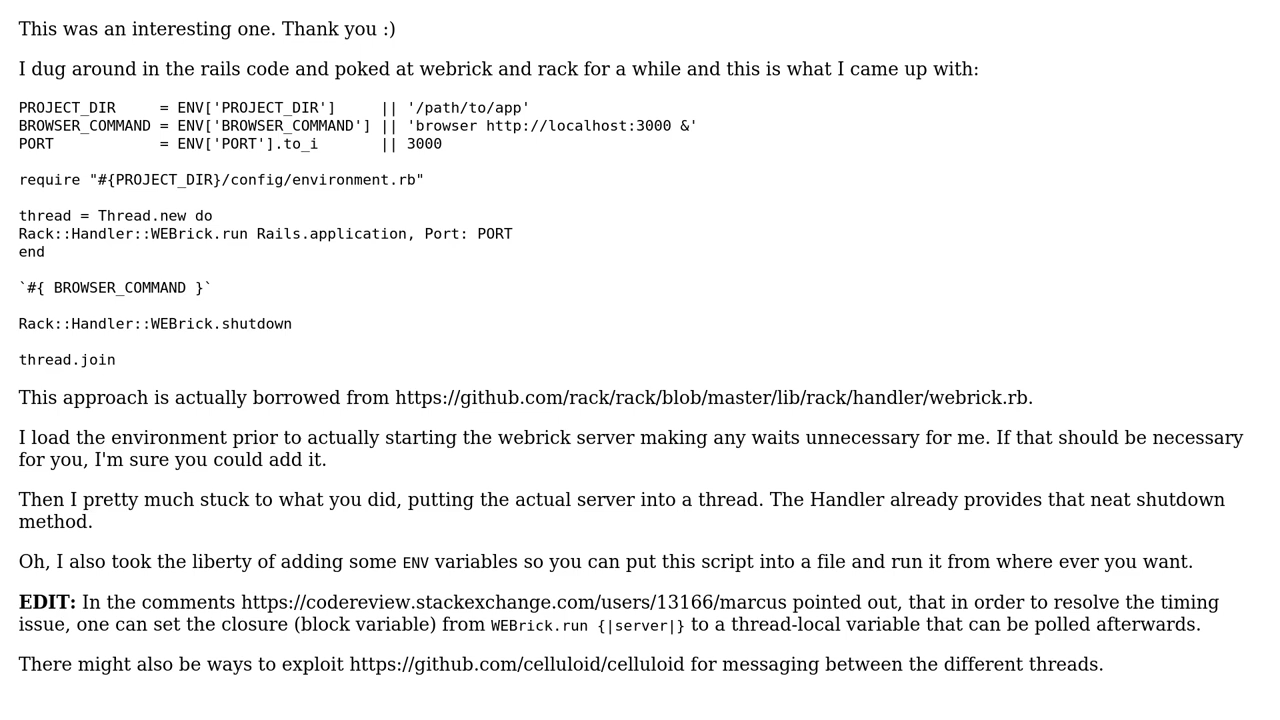 This was an interesting one. Thank you :)
I dug around in the rails code and poked at webrick and rack for a while and this is what I came up with:
PROJECT_DIR     = ENV['PROJECT_DIR']     || '/path/to/app'
BROWSER_COMMAND = ENV['BROWSER_COMMAND'] || 'browser http://localhost:3000 &'
PORT            = ENV['PORT'].to_i       || 3000
require "#{PROJECT_DIR}/config/environment.rb"
thread = Thread.new do
Rack::Handler::WEBrick.run Rails.application, Port: PORT
end
`#{ BROWSER_COMMAND }`
Rack::Handler::WEBrick.shutdown
thread.join
This approach is actually borrowed from https://github.com/rack/rack/blob/master/lib/rack/handler/webrick.rb.
I load the environment prior to actually starting the webrick server making any waits unnecessary for me. If that should be necessary
for you, I'm sure you could add it.
Then I pretty much stuck to what you did, putting the actual server into a thread. The Handler already provides that neat shutdown
method.
Oh, I also took the liberty of adding some ENV variables so you can put this script into a file and run it from where ever you want.
EDIT: In the comments https://codereview.stackexchange.com/users/13166/marcus pointed out, that in order to resolve the timing
issue, one can set the closure (block variable) from WEBrick.run {|server|} to a thread-local variable that can be polled afterwards.
There might also be ways to exploit https://github.com/celluloid/celluloid for messaging between the different threads.